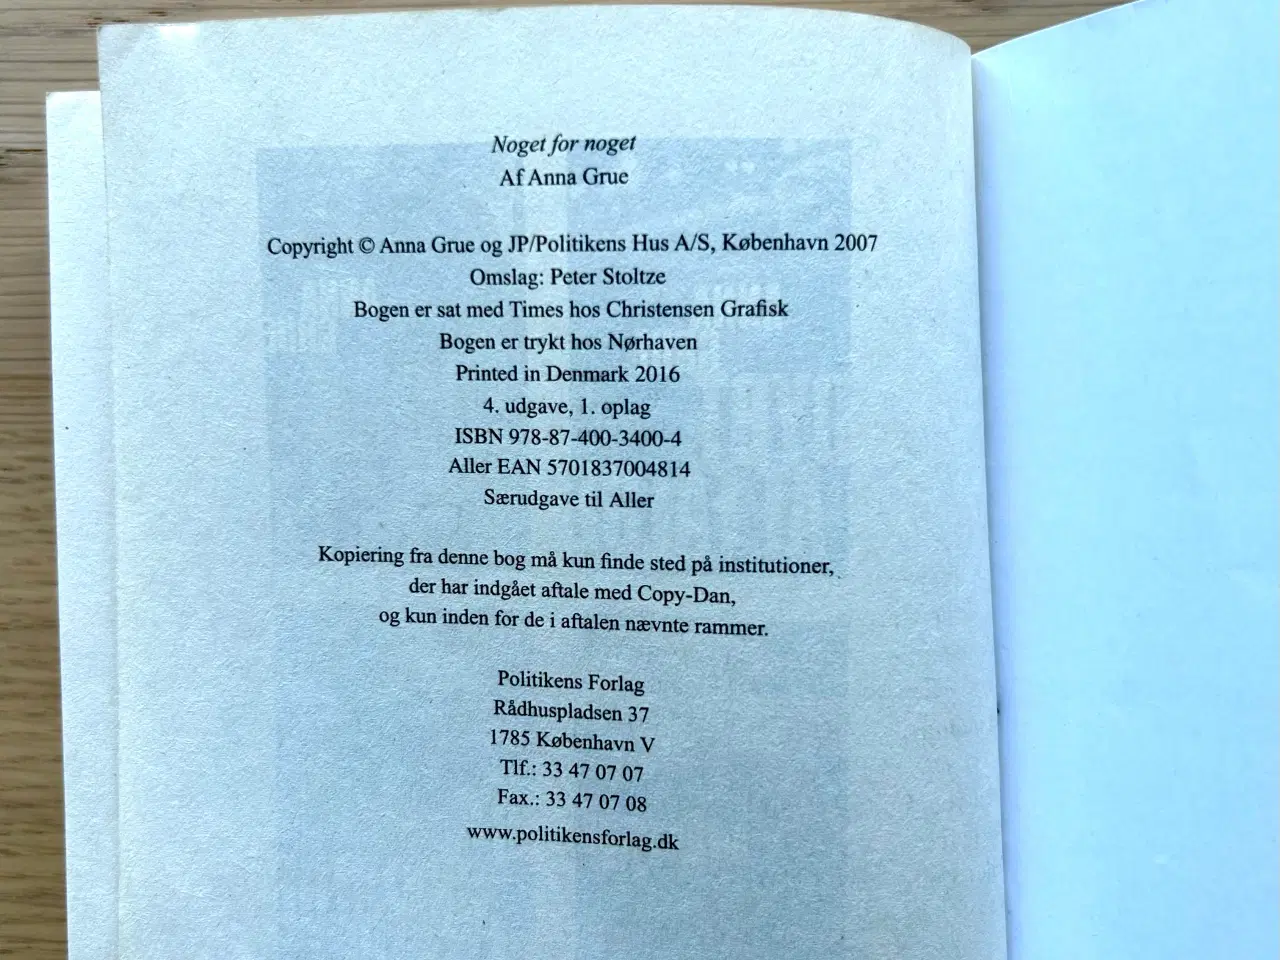 Noget for noget
Af Anna Grue
Copyright © Anna Grue og JP/Politikens Hus A/S, København 2007
Omslag: Peter Stoltze
Bogen er sat med Times hos Christensen Grafisk
Bogen er trykt hos Nørhaven
Printed in Denmark 2016
4. udgave, 1. oplag
ISBN 978-87-400-3400-4
Aller EAN 5701837004814
Særudgave til Aller
Kopiering fra denne bog må kun finde sted på institutioner,
der har indgået aftale med Copy-Dan,
og kun inden for de i aftalen nævnte rammer.
Politikens Forlag
Rådhuspladsen 37
1785 København V
Tlf.: 33 47 07 07
Fax.: 33 47 07 08
www.politikensforlag.dk